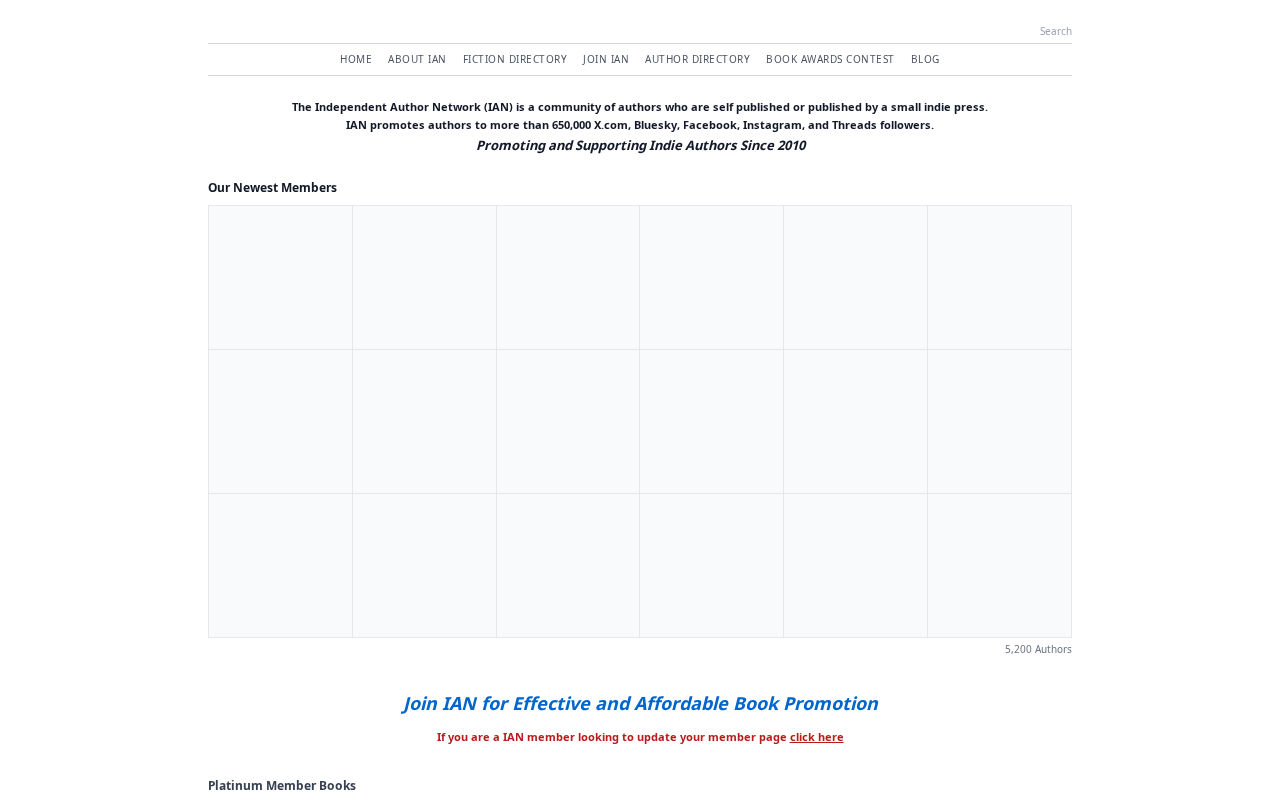 Search
HOME ABOUT IAN FICTION DIRECTORY JOIN IAN AUTHOR DIRECTORY BOOK AWARDS CONTEST BLOG
The Independent Author Network (IAN) is a community of authors who are self published or published by a small indie press.
IAN promotes authors to more than 650,000 X.com, Bluesky, Facebook, Instagram, and Threads followers.
Promoting and Supporting Indie Authors Since 2010
Our Newest Members
5,200 Authors
Join IAN for Effective and Affordable Book Promotion
If you are a IAN member looking to update your member page click here
Platinum Member Books